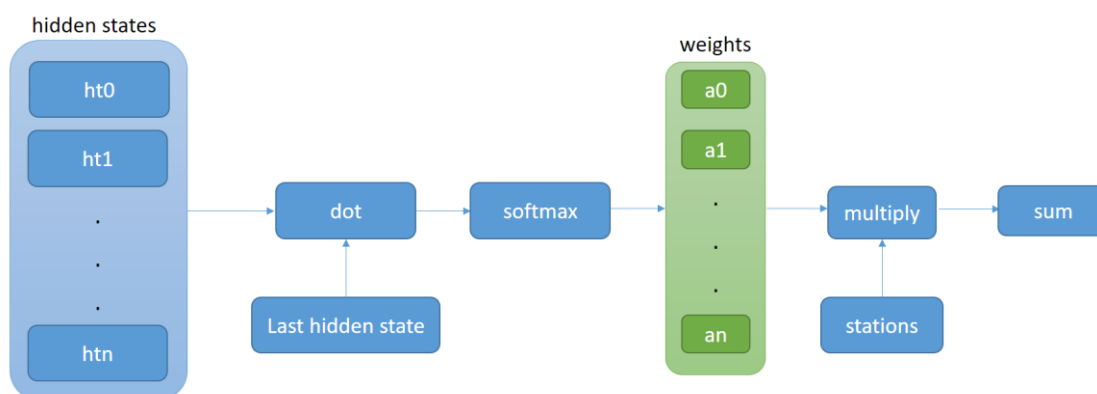 hidden states
ht0
ht1
.
.
.
htn
dot
Last hidden state
softmax
weights
a0
a1
.
.
.
an
multiply
stations
sum